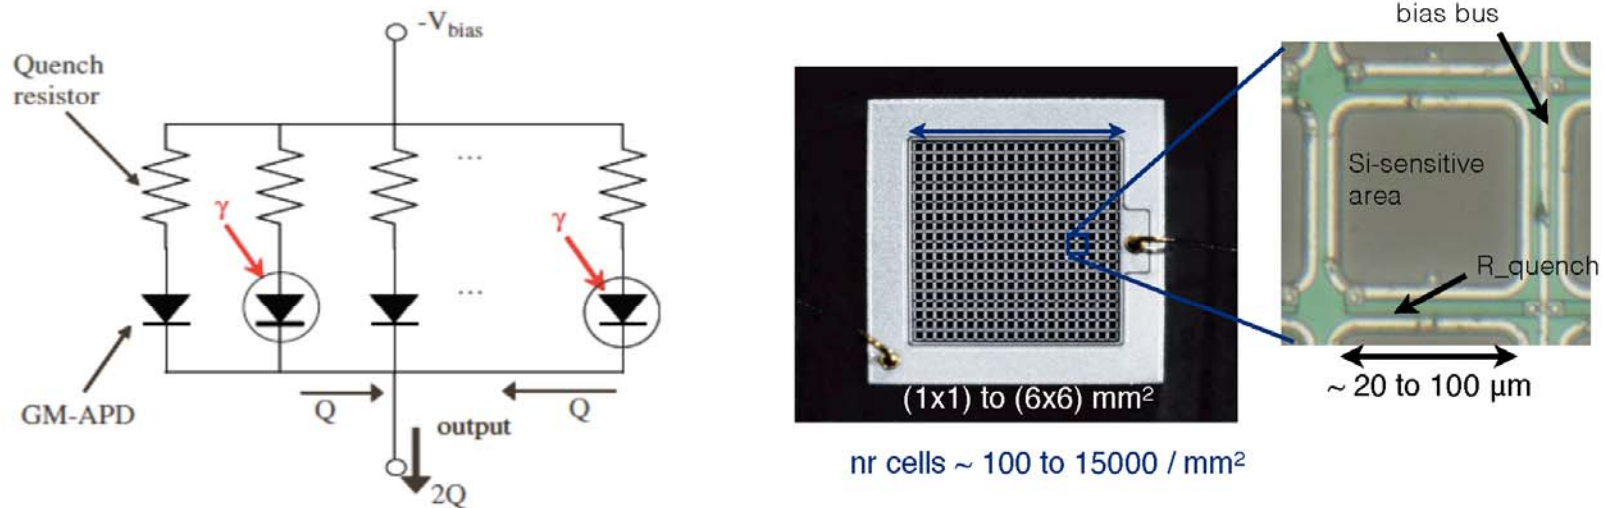 -V_bias
Quench
resistor
...
γ
γ
...
GM-APD
Q
Q
output
2Q
(1x1) to (6x6) mm²
nr cells ~ 100 to 15000 / mm²
bias bus
Si-sensitive
area
R_quench
~ 20 to 100 µm